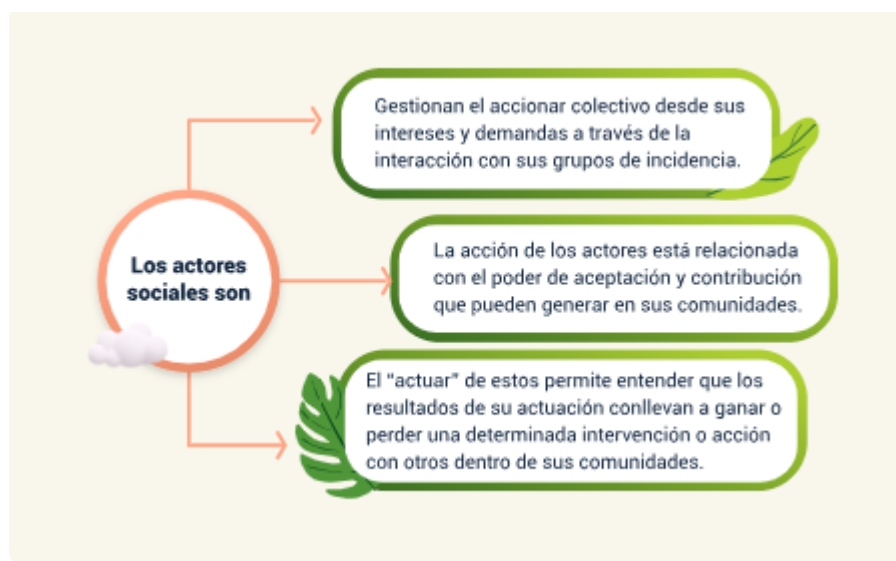 Los actores
sociales son
Gestionan el accionar colectivo desde sus
intereses y demandas a través de la
interacción con sus grupos de incidencia.
La acción de los actores está relacionada
con el poder de aceptación y contribución
que pueden generar en sus comunidades.
El “actuar” de estos permite entender que los
resultados de su actuación conllevan a ganar o
perder una determinada intervención o acción
con otros dentro de sus comunidades.